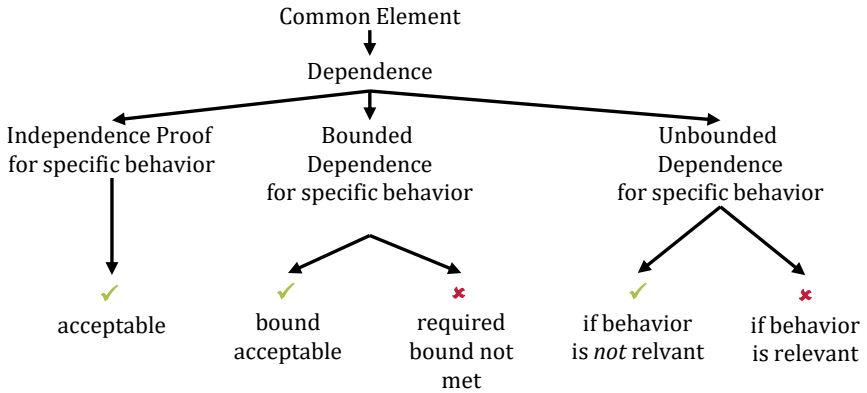 Common Element
Dependence
Independence Proof
for specific behavior
Bounded
Dependence
for specific behavior
Unbounded
Dependence
for specific behavior
acceptable
bound
acceptable
required
bound not
met
if behavior
is not relvant
if behavior
is relevant